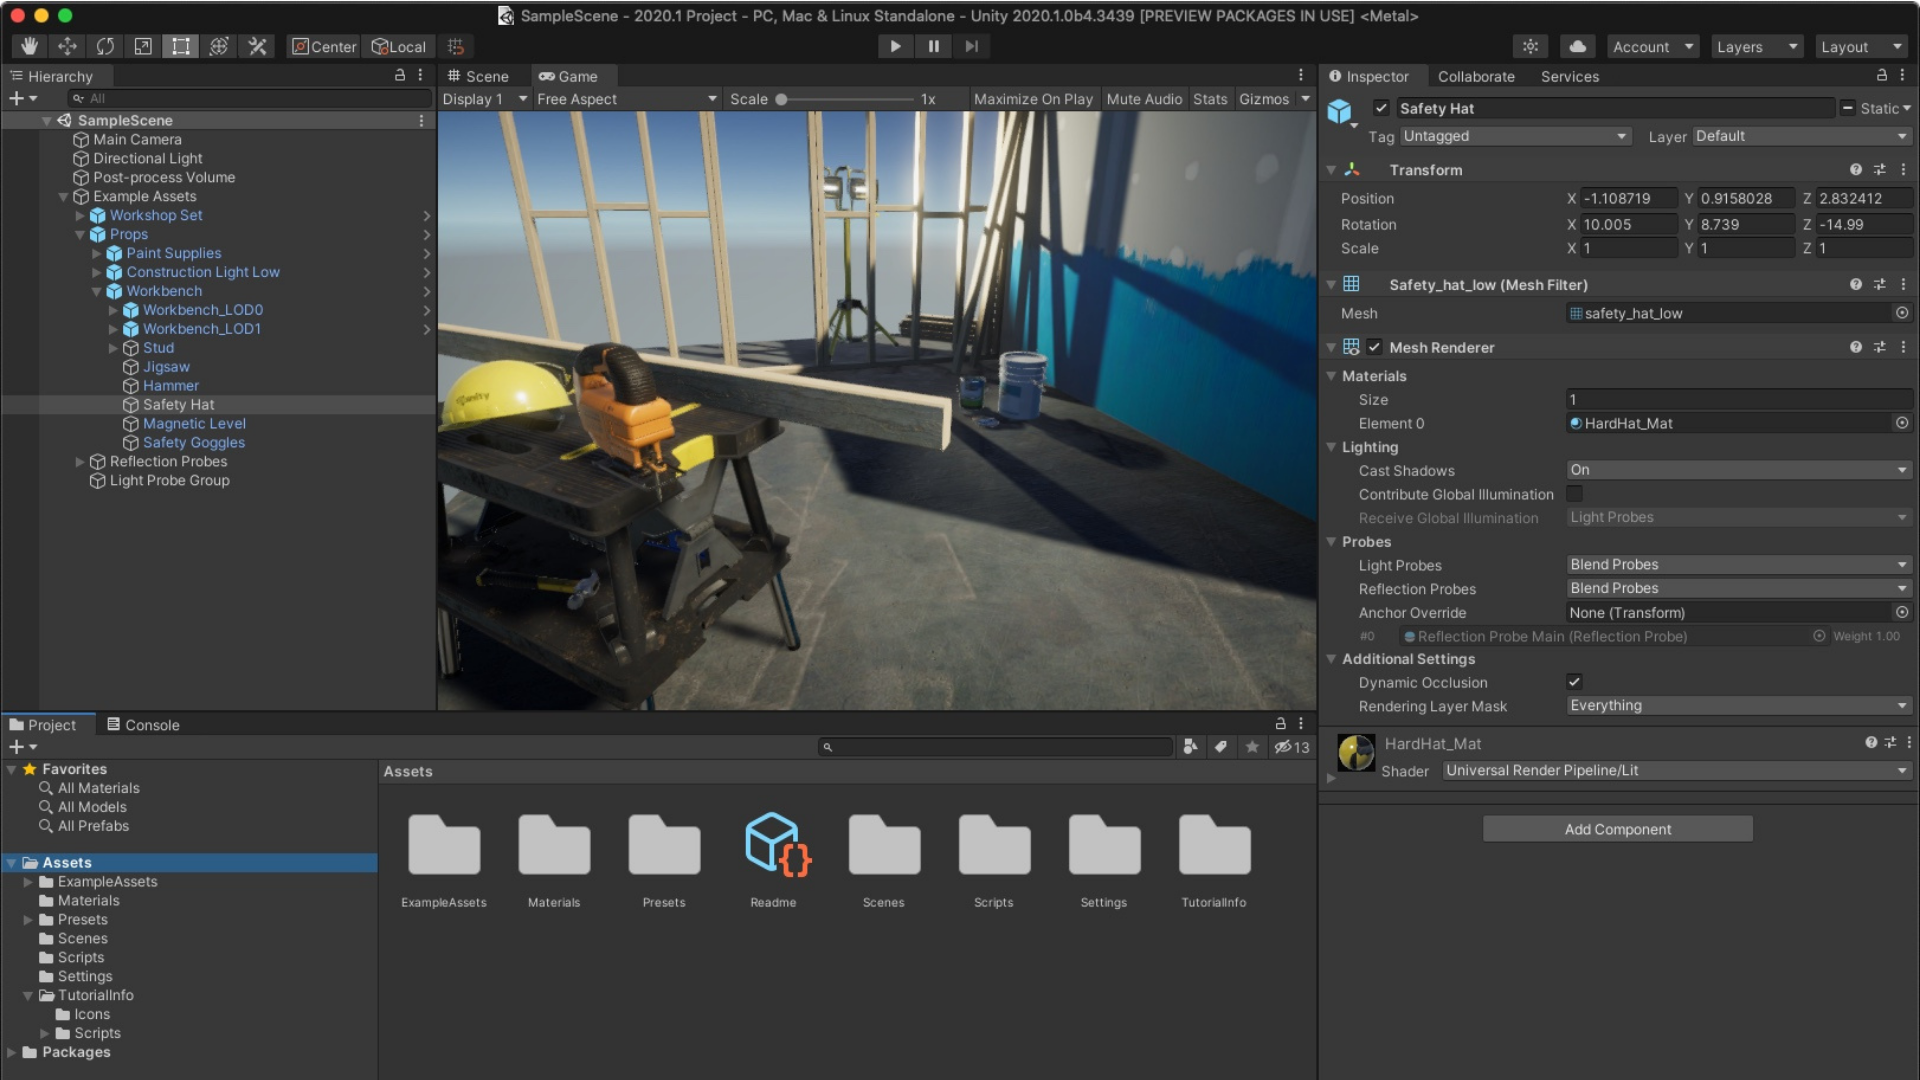 SampleScene - 2020.1 Project - PC, Mac & Linux Standalone - Unity 2020.1.0b4.3439 [PREVIEW PACKAGES IN USE] <Metal>
Center Local Account Layers Layout
Hierarchy
All
SampleScene
Main Camera
Directional Light
Post-process Volume
Example Assets
Workshop Set
Props
Paint Supplies
Construction Light Low
Workbench
Workbench_LOD0
Workbench_LOD1
Stud
Jigsaw
Hammer
Safety Hat
Magnetic Level
Safety Goggles
Reflection Probes
Light Probe Group
Scene Game
Display 1 Free Aspect Scale 1x Maximize On Play Mute Audio Stats Gizmos
unity
Inspector Collaborate Services
Safety Hat Static
Tag Untagged Layer Default
Transform
Position X -1.108719 Y 0.9158028 Z 2.832412
Rotation X 10.005 Y 8.739 Z -14.99
Scale X 1 Y 1 Z 1
Safety_hat_low (Mesh Filter)
Mesh safety_hat_low
Mesh Renderer
Materials
Size 1
Element 0 HardHat_Mat
Lighting
Cast Shadows On
Contribute Global Illumination
Receive Global Illumination Light Probes
Probes
Light Probes Blend Probes
Reflection Probes Blend Probes
Anchor Override None (Transform)
#0 Reflection Probe Main (Reflection Probe) Weight 1.00
Additional Settings
Dynamic Occlusion
Rendering Layer Mask Everything
HardHat_Mat
Shader Universal Render Pipeline/Lit
Add Component
Project Console
13
Favorites
All Materials
All Models
All Prefabs
Assets
ExampleAssets
Materials
Presets
Scenes
Scripts
Settings
TutorialInfo
Icons
Scripts
Packages
Assets
ExampleAssets Materials Presets Readme Scenes Scripts Settings TutorialInfo